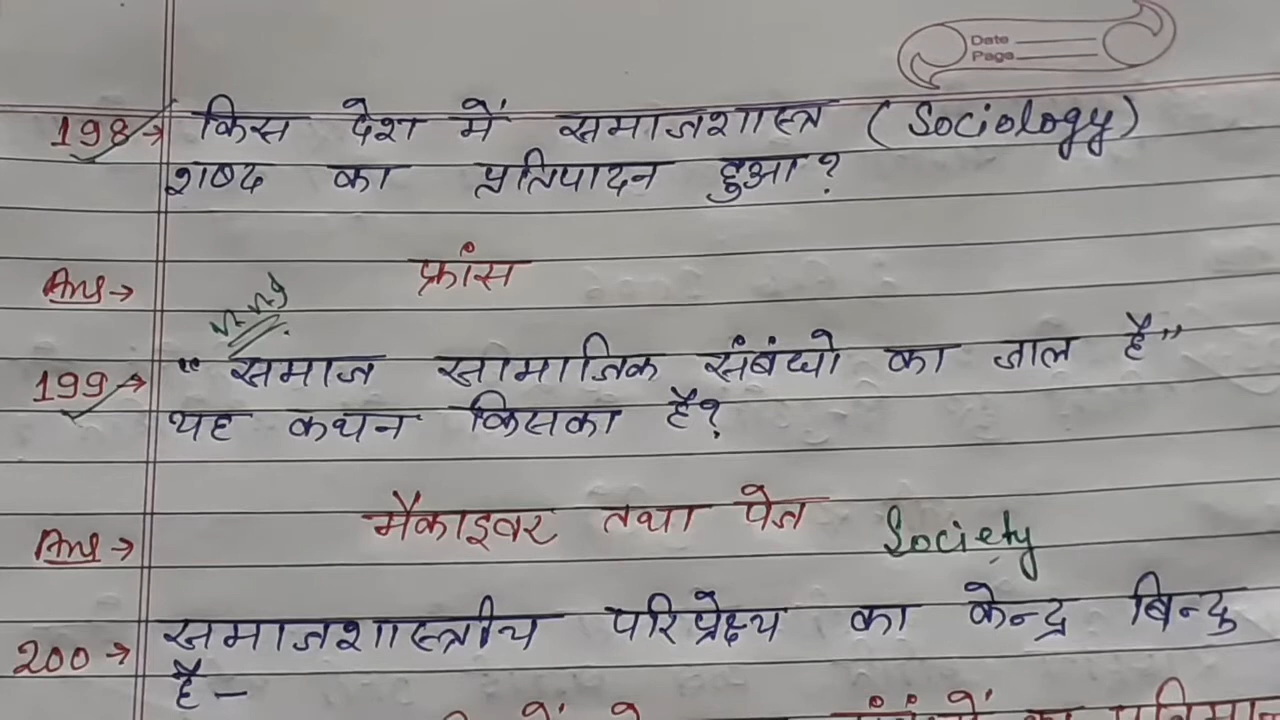 Date
Page
198→ किस देश में समाजशास्त्र (Sociology)
शब्द का प्रतिपादन हुआ?
Ans→ फ्रांस
199→ "समाज सामाजिक संबंधो का जाल है"
यह कथन किसका है?
Ans→ मैकाइवर तथा पेज Society
200→ समाजशास्त्रीय परिप्रेक्ष्य का केन्द्र बिन्दु
है –